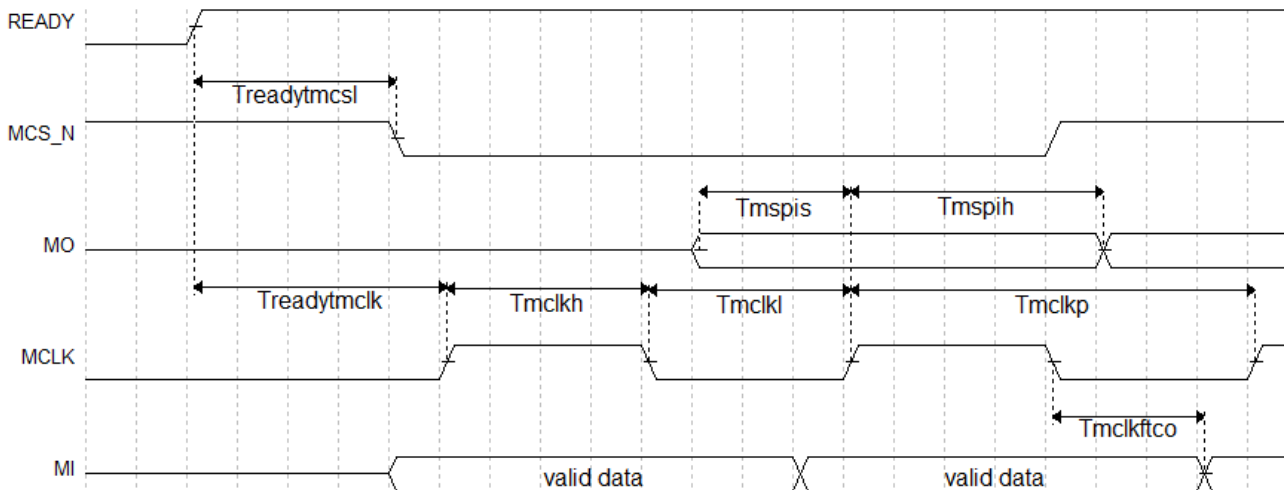 READY
Treadytmcsl
MCS_N
Tmspis Tmspih
MO
Treadytmclk Tmclkh Tmclkl Tmclkp
MCLK
Tmclkftco
MI valid data valid data